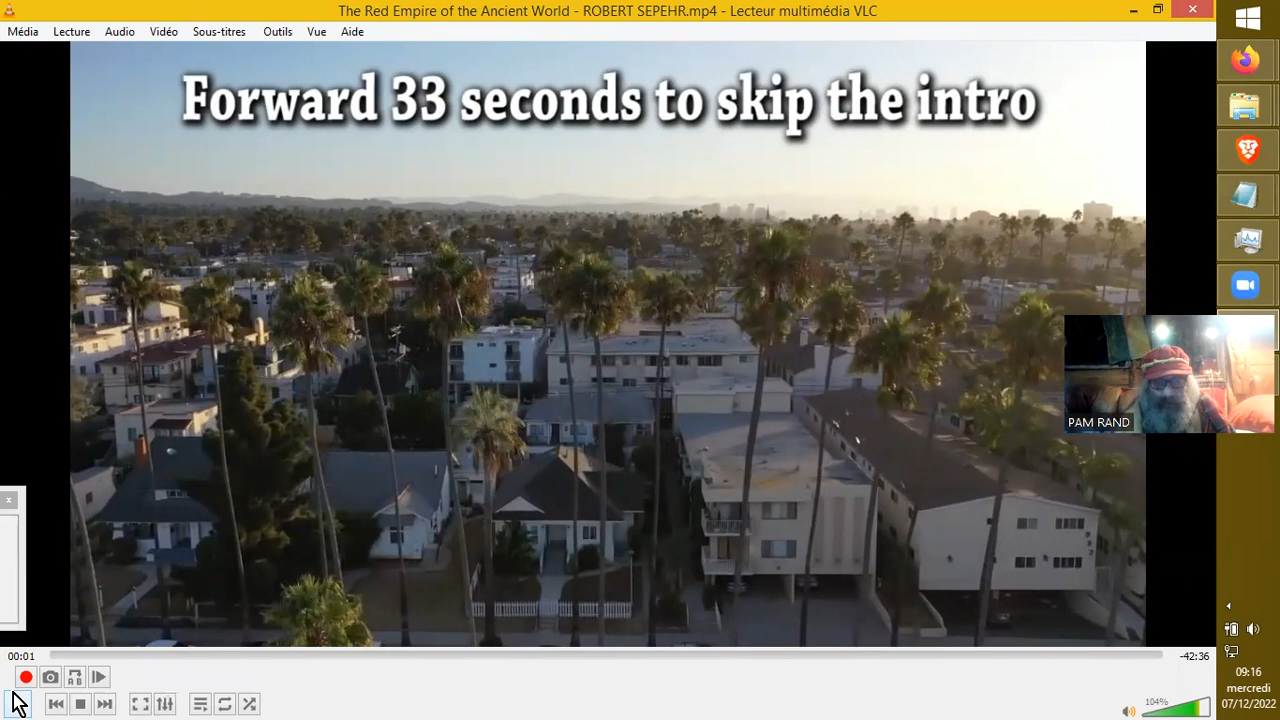 The Red Empire of the Ancient World - ROBERT SEPEHR.mp4 - Lecteur multimédia VLC
Média Lecture Audio Vidéo Sous-titres Outils Vue Aide
Forward 33 seconds to skip the intro
PAM RAND
00:01
-42:36
104%
09:16
mercredi
07/12/2022